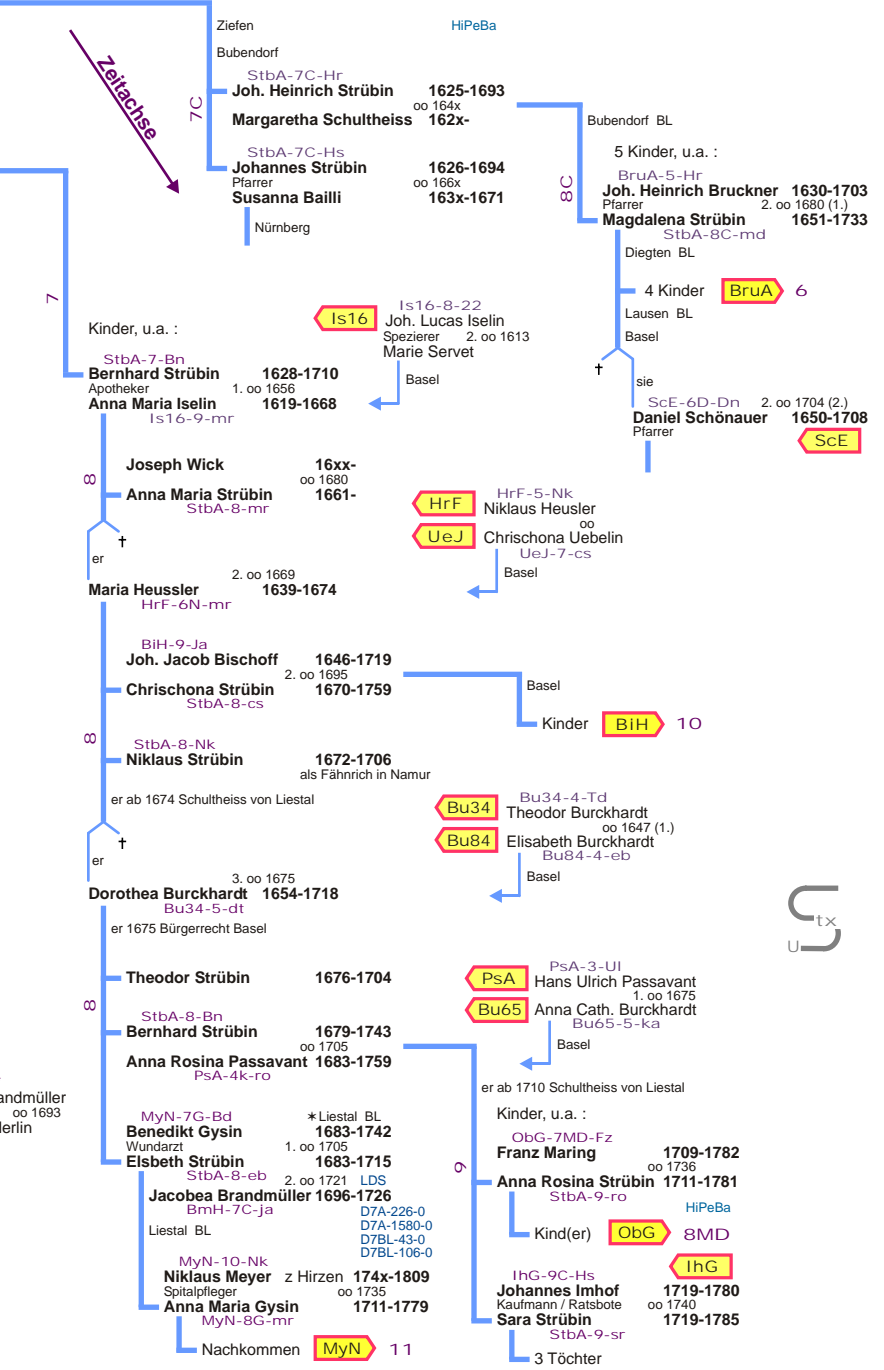 Ziefen
HiPeBa
Bubendorf
Zeitachse
7C
StbA-7C-Hr
Joh. Heinrich Strübin 1625-1693
oo 164x
Margaretha Schultheiss 162x-
StbA-7C-Hs
Johannes Strübin 1626-1694
Pfarrer oo 166x
Susanna Bailli 163x-1671
Nürnberg
Bubendorf BL
8C
5 Kinder, u.a. :
BruA-5-Hr
Joh. Heinrich Bruckner 1630-1703
Pfarrer 2. oo 1680 (1.)
Magdalena Strübin 1651-1733
StbA-8C-md
Diegten BL
4 Kinder BruA 6
Lausen BL
Basel
†
sie
ScE-6D-Dn 2. oo 1704 (2.)
Daniel Schönauer 1650-1708
Pfarrer
ScE
7
Kinder, u.a. :
StbA-7-Bn
Bernhard Strübin 1628-1710
Apotheker 1. oo 1656
Anna Maria Iselin 1619-1668
Is16-9-mr
Is16
Is16-8-22
Joh. Lucas Iselin
Spezierer 2. oo 1613
Marie Servet
Basel
8
Joseph Wick 16xx-
oo 1680
Anna Maria Strübin 1661-
StbA-8-mr
†
er
HrF
HrF-5-Nk
Niklaus Heusler
oo
UeJ
Chrischona Uebelin
UeJ-7-cs
Basel
2. oo 1669
Maria Heussler 1639-1674
HrF-6N-mr
BiH-9-Ja
Joh. Jacob Bischoff 1646-1719
2. oo 1695
Chrischona Strübin 1670-1759
StbA-8-cs
Basel
Kinder BiH 10
8
StbA-8-Nk
Niklaus Strübin 1672-1706
als Fähnrich in Namur
er ab 1674 Schultheiss von Liestal
†
er
Bu34
Bu34-4-Td
Theodor Burckhardt
oo 1647 (1.)
Bu84
Elisabeth Burckhardt
Bu84-4-eb
Basel
3. oo 1675
Dorothea Burckhardt 1654-1718
Bu34-5-dt
er 1675 Bürgerrecht Basel
tx
U
8
Theodor Strübin 1676-1704
StbA-8-Bn
Bernhard Strübin 1679-1743
oo 1705
Anna Rosina Passavant 1683-1759
PsA-4k-ro
PsA
PsA-3-Ul
Hans Ulrich Passavant
1. oo 1675
Bu65
Anna Cath. Burckhardt
Bu65-5-ka
Basel
er ab 1710 Schultheiss von Liestal
andmüller
oo 1693
MyN-7G-Bd ✶Liestal BL
Benedikt Gysin 1683-1742
Wundarzt 1. oo 1705
Elsbeth Strübin 1683-1715
StbA-8-eb 2. oo 1721 LDS
Jacobea Brandmüller 1696-1726
BmH-7C-ja
D7A-226-0
D7A-1580-0
D7BL-43-0
D7BL-106-0
Liestal BL
MyN-10-Nk
Niklaus Meyer z Hirzen 174x-1809
Spitalpfleger oo 1735
Anna Maria Gysin 1711-1779
MyN-8G-mr
Nachkommen MyN 11
9
Kinder, u.a. :
ObG-7MD-Fz
Franz Maring 1709-1782
oo 1736
Anna Rosina Strübin 1711-1781
StbA-9-ro
HiPeBa
Kind(er) ObG 8MD
IhG
IhG-9C-Hs
Johannes Imhof 1719-1780
Kaufmann / Ratsbote oo 1740
Sara Strübin 1719-1785
StbA-9-sr
3 Töchter